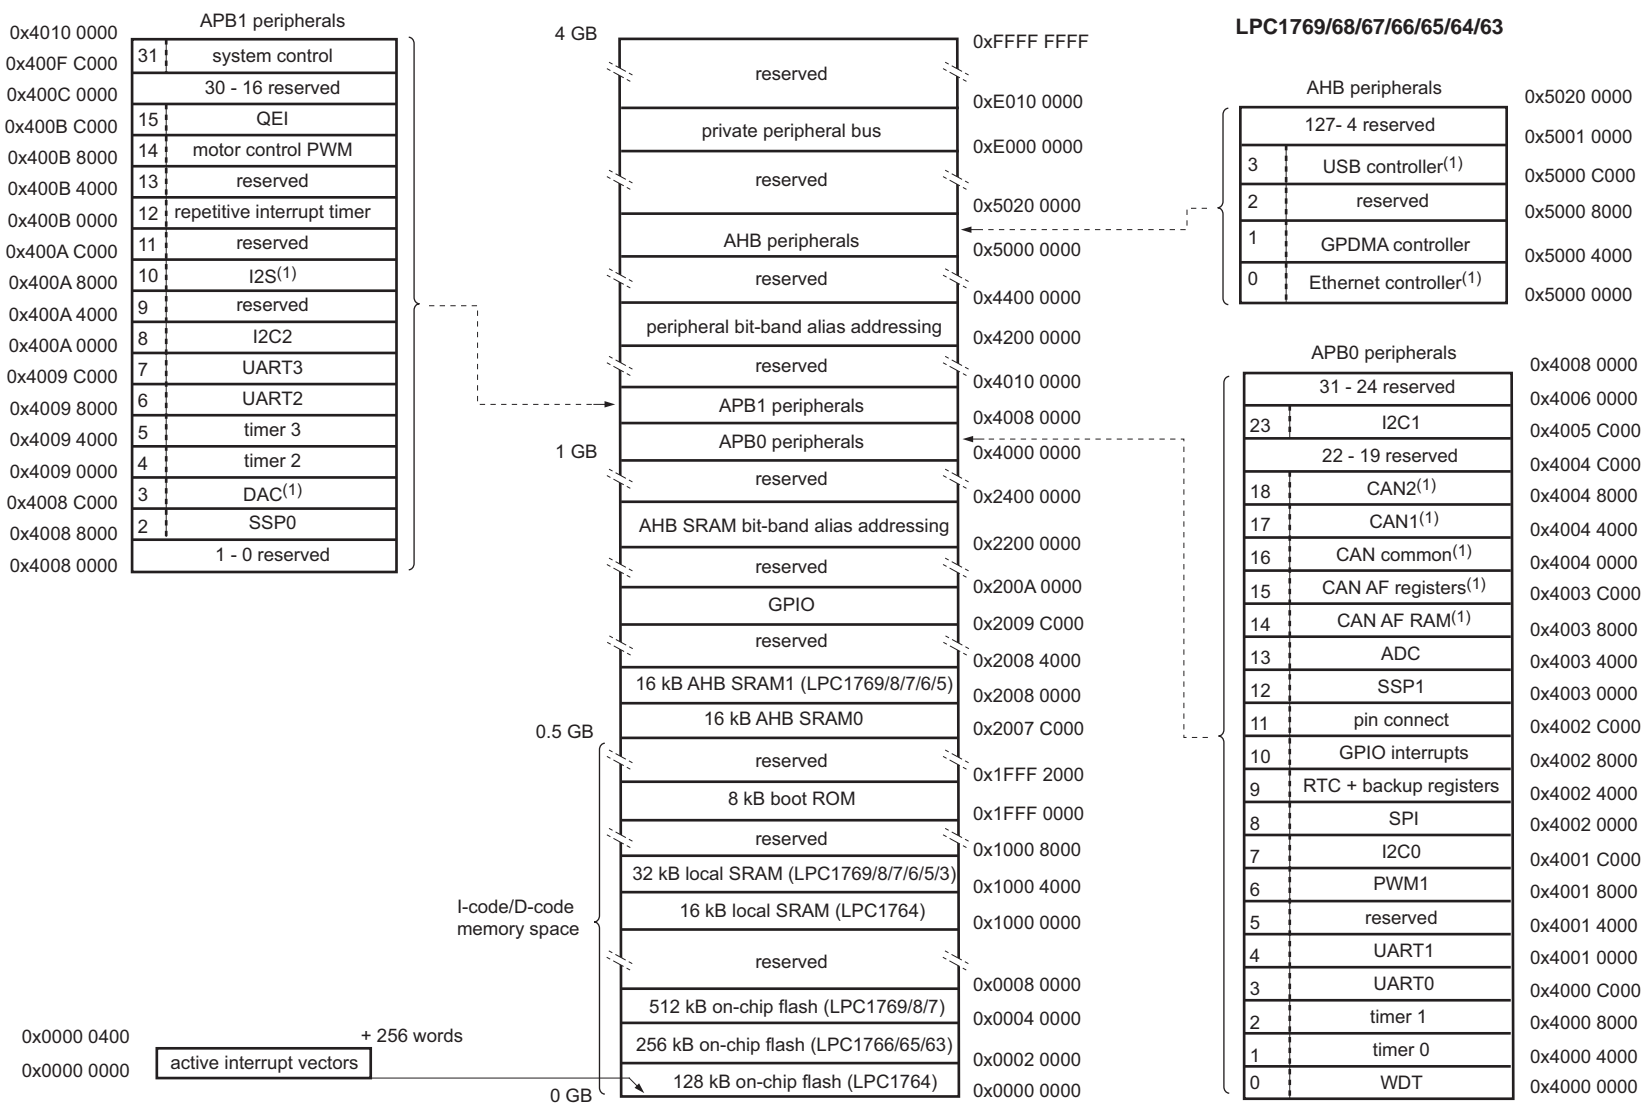 LPC1769/68/67/66/65/64/63
APB1 peripherals
0x4010 0000
31 system control
0x400F C000
30 - 16 reserved
0x400C 0000
15 QEI
0x400B C000
14 motor control PWM
0x400B 8000
13 reserved
0x400B 4000
12 repetitive interrupt timer
0x400B 0000
11 reserved
0x400A C000
10 I2S(1)
0x400A 8000
9 reserved
0x400A 4000
8 I2C2
0x400A 0000
7 UART3
0x4009 C000
6 UART2
0x4009 8000
5 timer 3
0x4009 4000
4 timer 2
0x4009 0000
3 DAC(1)
0x4008 C000
2 SSP0
0x4008 8000
1 - 0 reserved
0x4008 0000
0x0000 0400
+ 256 words
active interrupt vectors
0x0000 0000
4 GB
0xFFFF FFFF
reserved
0xE010 0000
private peripheral bus
0xE000 0000
reserved
0x5020 0000
AHB peripherals
0x5000 0000
reserved
0x4400 0000
peripheral bit-band alias addressing
0x4200 0000
reserved
0x4010 0000
APB1 peripherals
0x4008 0000
APB0 peripherals
1 GB
0x4000 0000
reserved
0x2400 0000
AHB SRAM bit-band alias addressing
0x2200 0000
reserved
0x200A 0000
GPIO
0x2009 C000
reserved
0x2008 4000
16 kB AHB SRAM1 (LPC1769/8/7/6/5)
0x2008 0000
16 kB AHB SRAM0
0x2007 C000
0.5 GB
reserved
0x1FFF 2000
8 kB boot ROM
0x1FFF 0000
reserved
0x1000 8000
32 kB local SRAM (LPC1769/8/7/6/5/3)
0x1000 4000
16 kB local SRAM (LPC1764)
0x1000 0000
I-code/D-code
memory space
reserved
0x0008 0000
512 kB on-chip flash (LPC1769/8/7)
0x0004 0000
256 kB on-chip flash (LPC1766/65/63)
0x0002 0000
128 kB on-chip flash (LPC1764)
0x0000 0000
0 GB
AHB peripherals
0x5020 0000
127- 4 reserved
0x5001 0000
3 USB controller(1)
0x5000 C000
2 reserved
0x5000 8000
1 GPDMA controller
0x5000 4000
0 Ethernet controller(1)
0x5000 0000
APB0 peripherals
0x4008 0000
31 - 24 reserved
0x4006 0000
23 I2C1
0x4005 C000
22 - 19 reserved
0x4004 C000
18 CAN2(1)
0x4004 8000
17 CAN1(1)
0x4004 4000
16 CAN common(1)
0x4004 0000
15 CAN AF registers(1)
0x4003 C000
14 CAN AF RAM(1)
0x4003 8000
13 ADC
0x4003 4000
12 SSP1
0x4003 0000
11 pin connect
0x4002 C000
10 GPIO interrupts
0x4002 8000
9 RTC + backup registers
0x4002 4000
8 SPI
0x4002 0000
7 I2C0
0x4001 C000
6 PWM1
0x4001 8000
5 reserved
0x4001 4000
4 UART1
0x4001 0000
3 UART0
0x4000 C000
2 timer 1
0x4000 8000
1 timer 0
0x4000 4000
0 WDT
0x4000 0000